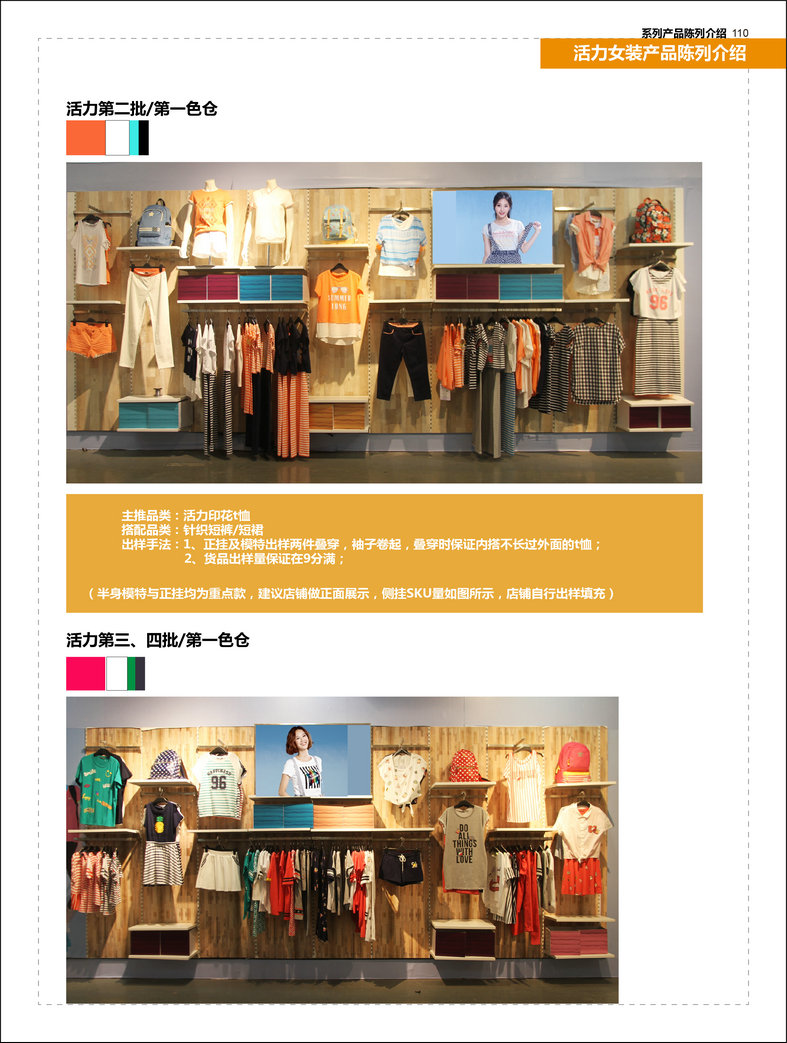 系列产品陈列介绍 110
活力女装产品陈列介绍
活力第二批/第一色仓
SUMMER
LONG
96
主推品类：活力印花t恤
搭配品类：针织短裤/短裙
出样手法：1、正挂及模特出样两件叠穿，袖子卷起，叠穿时保证内搭不长过外面的t恤；
2、货品出样量保证在9分满；
（半身模特与正挂均为重点款，建议店铺做正面展示，侧挂SKU量如图所示，店铺自行出样填充）
活力第三、四批/第一色仓
96
DO
ALL
THINGS
WITH
LOVE